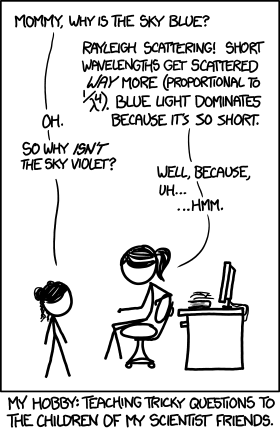 MOMMY, WHY IS THE SKY BLUE?
RAYLEIGH SCATTERING! SHORT
WAVELENGTHS GET SCATTERED
WAY MORE (PROPORTIONAL TO
1/λ⁴). BLUE LIGHT DOMINATES
BECAUSE IT'S SO SHORT.
OH.
SO WHY ISN'T
THE SKY VIOLET?
WELL, BECAUSE,
UH...
...HMM.
MY HOBBY: TEACHING TRICKY QUESTIONS TO
THE CHILDREN OF MY SCIENTIST FRIENDS.